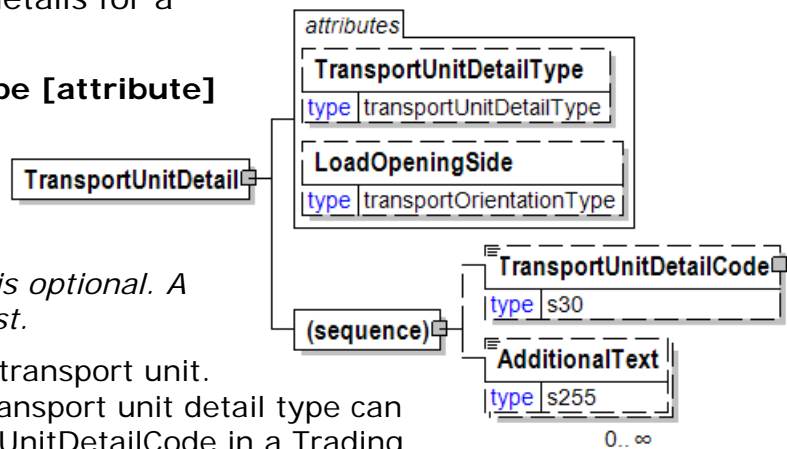 etails for a
attributes
TransportUnitDetailType
type transportUnitDetailType
pe [attribute]
LoadOpeningSide
type transportOrientationType
TransportUnitDetail
is optional. A
st.
TransportUnitDetailCode
type s30
(sequence)
transport unit.
AdditionalText
type s255
ansport unit detail type can
UnitDetailCode in a Trading
0..∞